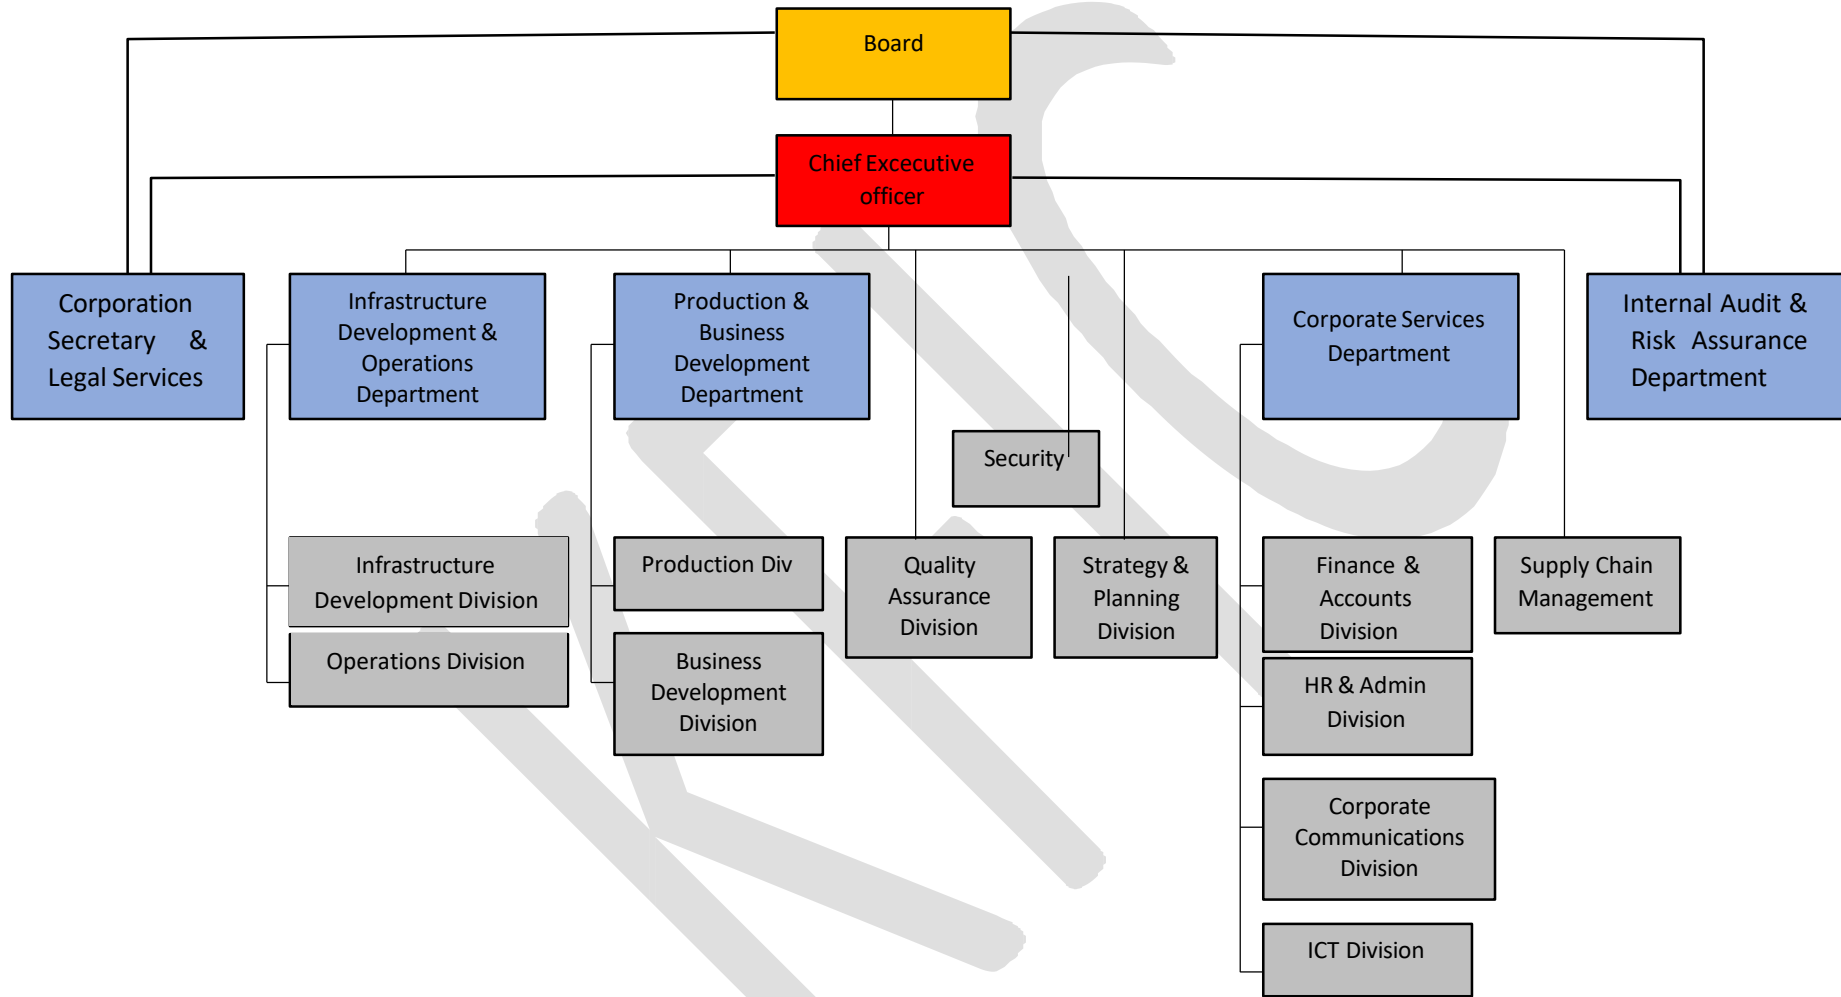 Board
Chief Excecutive
officer
Corporation
Secretary & 
Legal Services
Infrastructure
Development &
Operations
Department
Production &
Business
Development
Department
Corporate Services
Department
Internal Audit &
Risk Assurance
Department
Security
Infrastructure
Development Division
Operations Division
Production Div
Business
Development
Division
Quality
Assurance
Division
Strategy &
Planning
Division
Finance &
Accounts
Division
HR & Admin
Division
Corporate
Communications
Division
ICT Division
Supply Chain
Management